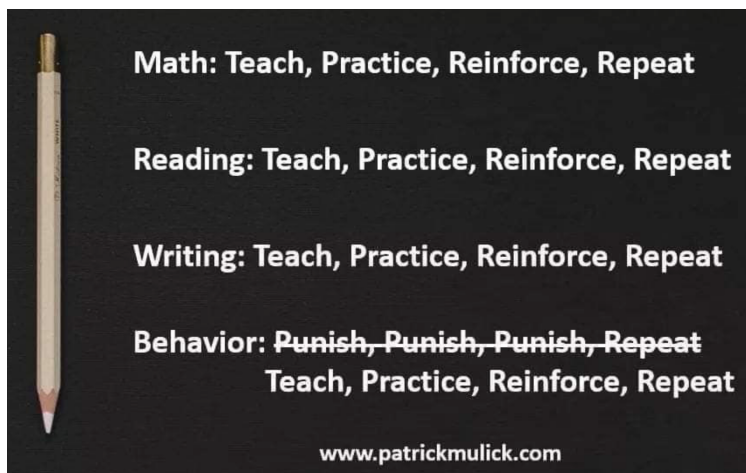 Math: Teach, Practice, Reinforce, Repeat
Reading: Teach, Practice, Reinforce, Repeat
Writing: Teach, Practice, Reinforce, Repeat
Behavior: Punish, Punish, Punish, Repeat
Teach, Practice, Reinforce, Repeat
www.patrickmulick.com